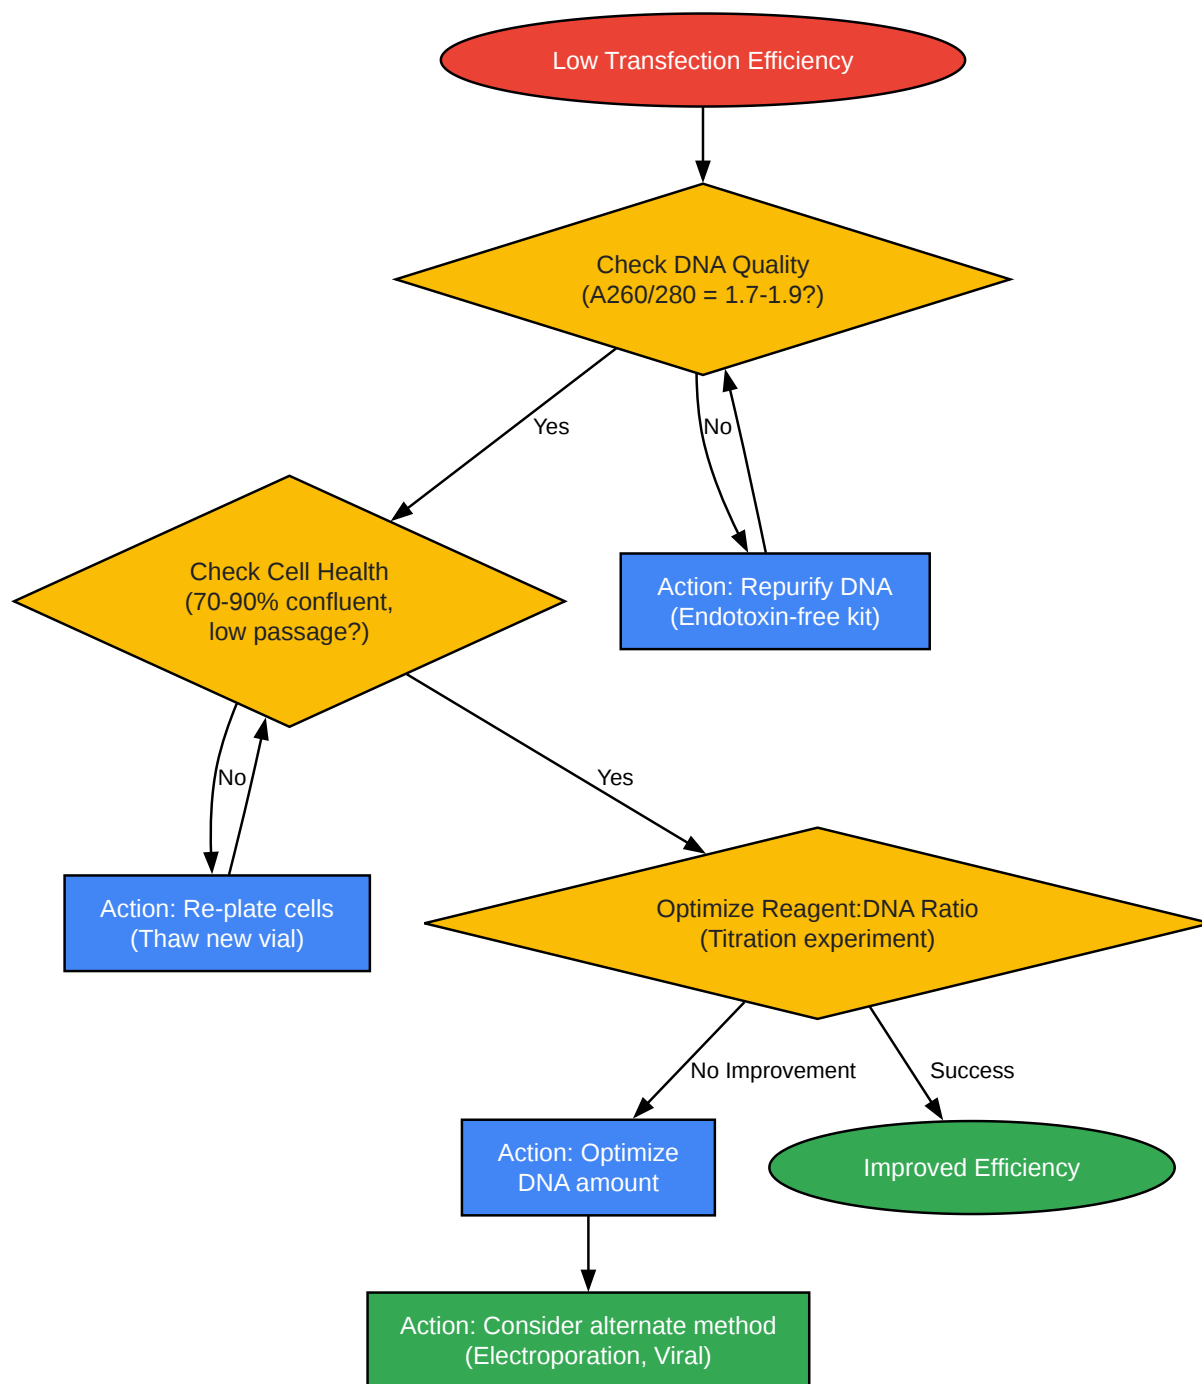 Low Transfection Efficiency
Check DNA Quality
(A260/280 = 1.7-1.9?)
Yes
No
Check Cell Health
(70-90% confluent,
low passage?)
Action: Repurify DNA
(Endotoxin-free kit)
No
Yes
Action: Re-plate cells
(Thaw new vial)
Optimize Reagent:DNA Ratio
(Titration experiment)
No Improvement
Success
Action: Optimize
DNA amount
Improved Efficiency
Action: Consider alternate method
(Electroporation, Viral)